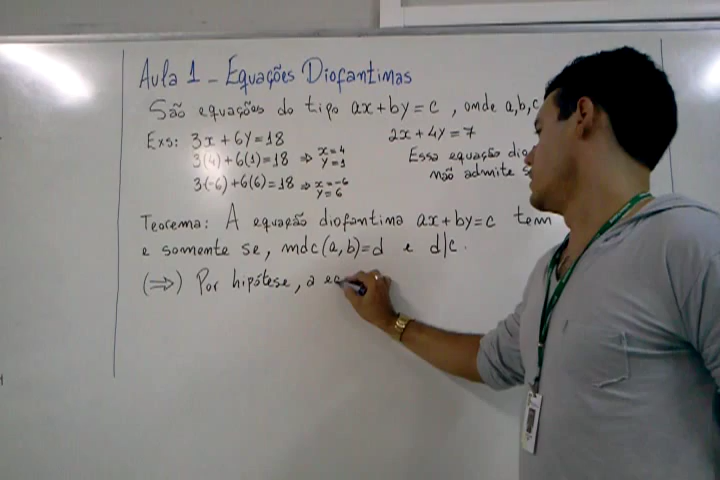 Aula 1 - Equações Diofantinas
São equações do tipo ax+by=c, onde a,b,c
Exs: 3x+6y=18
2x+4y=7
3(4)+6(1)=18 ⇒ x=4 y=1
3(-6)+6(6)=18 ⇒ x=-6 y=6
Essa equação dio
não admite s
Teorema: A equação diofantina ax+by=c tem
e somente se, mdc(a,b)=d e d|c.
(⇒) Por hipótese, a eq